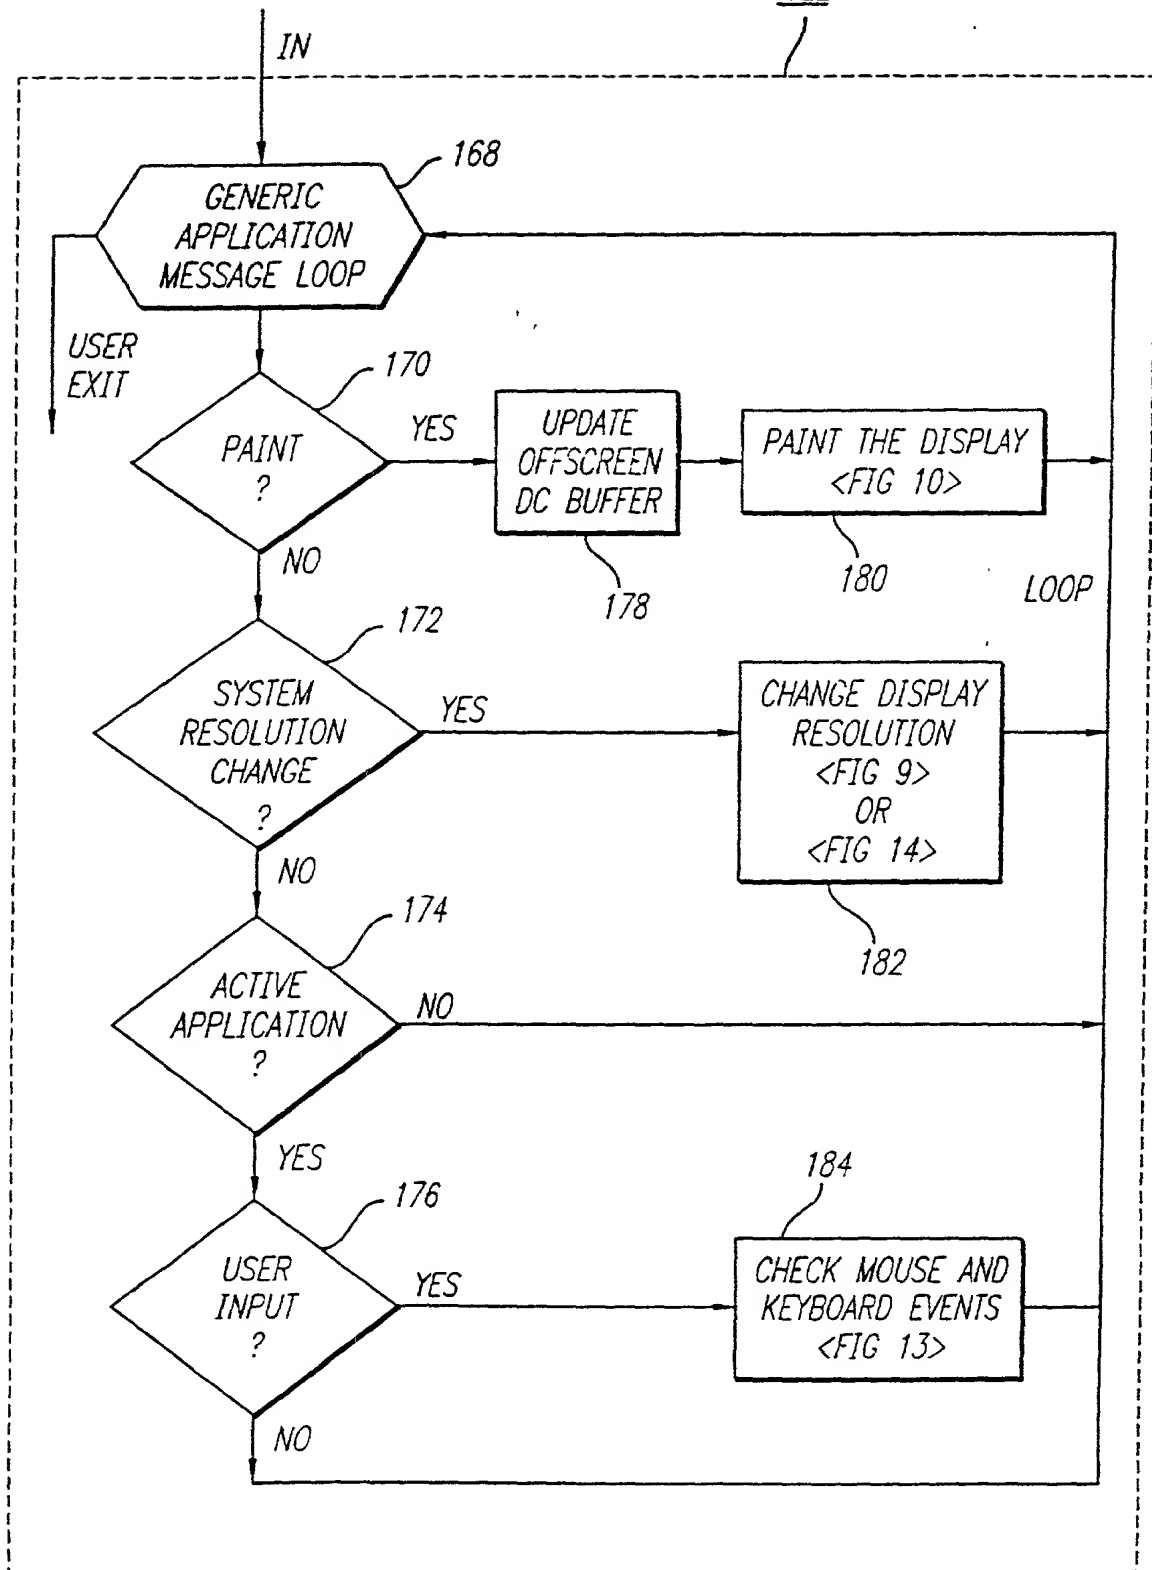 IN
168
GENERIC
APPLICATION
MESSAGE LOOP
USER
EXIT
170
PAINT
?
YES
UPDATE
OFFSCREEN
DC BUFFER
178
PAINT THE DISPLAY
<FIG 10>
180
LOOP
NO
172
SYSTEM
RESOLUTION
CHANGE
?
YES
CHANGE DISPLAY
RESOLUTION
<FIG 9>
OR
<FIG 14>
182
NO
174
ACTIVE
APPLICATION
?
NO
YES
176
USER
INPUT
?
YES
184
CHECK MOUSE AND
KEYBOARD EVENTS
<FIG 13>
NO